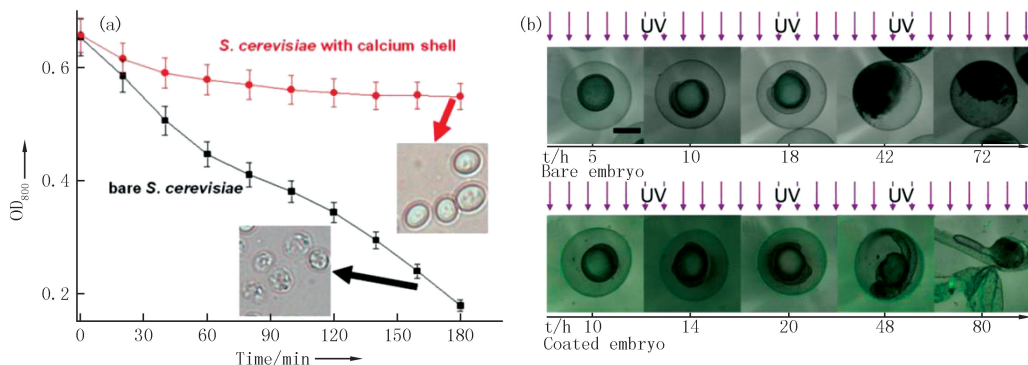 (a)
S. cerevisiae with calcium shell
bare S. cerevisiae
OD800
0.6
0.4
0.2
0 30 60 90 120 150 180
Time/min
(b)
UV UV UV
t/h 5 10 18 42 72
Bare embryo
UV UV UV
t/h 10 14 20 48 80
Coated embryo